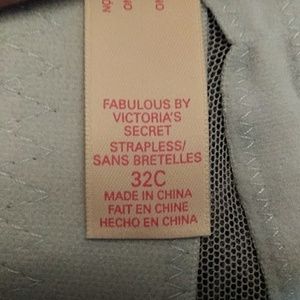 FABULOUS BY
VICTORIA'S
SECRET
STRAPLESS/
SANS BRETELLES
32C
MADE IN CHINA
FAIT EN CHINE
HECHO EN CHINA